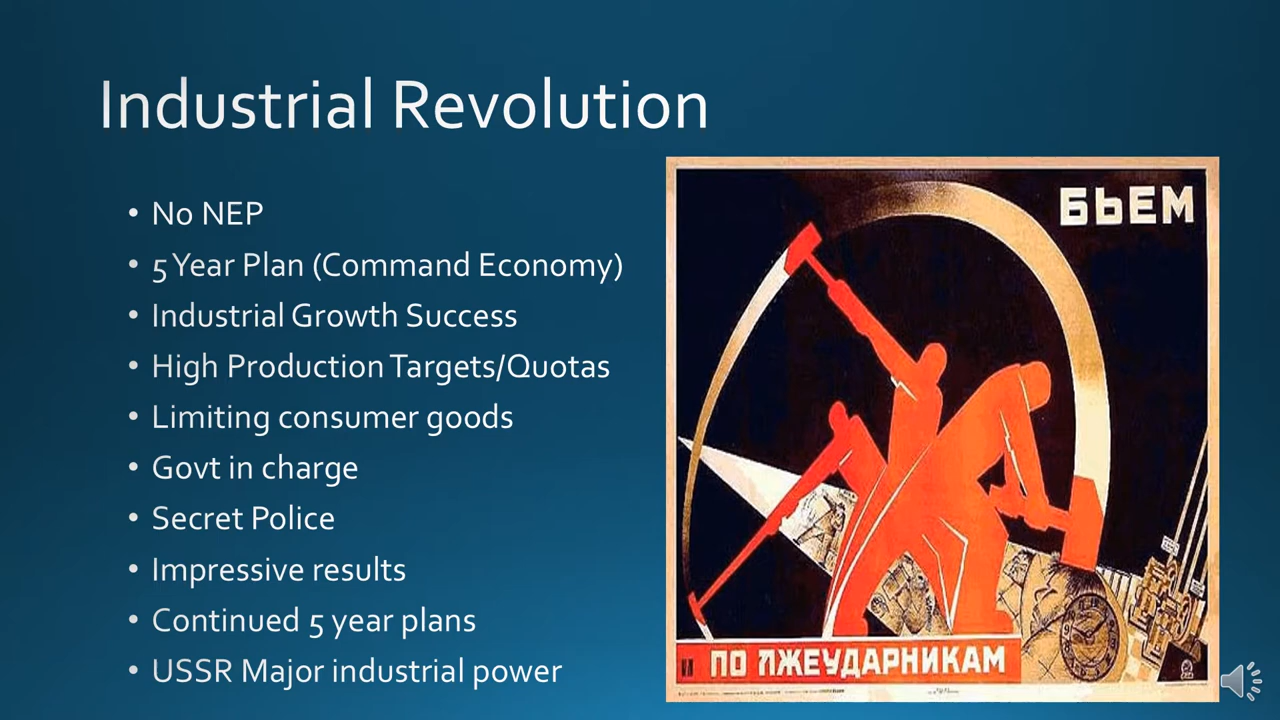 Industrial Revolution
• No NEP
• 5 Year Plan (Command Economy)
• Industrial Growth Success
• High Production Targets/Quotas
• Limiting consumer goods
• Govt in charge
• Secret Police
• Impressive results
• Continued 5 year plans
• USSR Major industrial power
БЬЕМ
ПО ЛЖЕУДАРНИКАМ